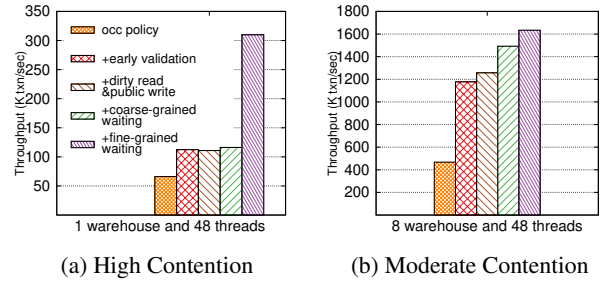 Throughput (K txn/sec)
350
300
250
200
150
100
50
occ policy
+early validation
+dirty read
&public write
+coarse-grained
waiting
+fine-grained
waiting
1 warehouse and 48 threads
(a) High Contention
Throughput (K txn/sec)
1800
1600
1400
1200
1000
800
600
400
200
8 warehouse and 48 threads
(b) Moderate Contention